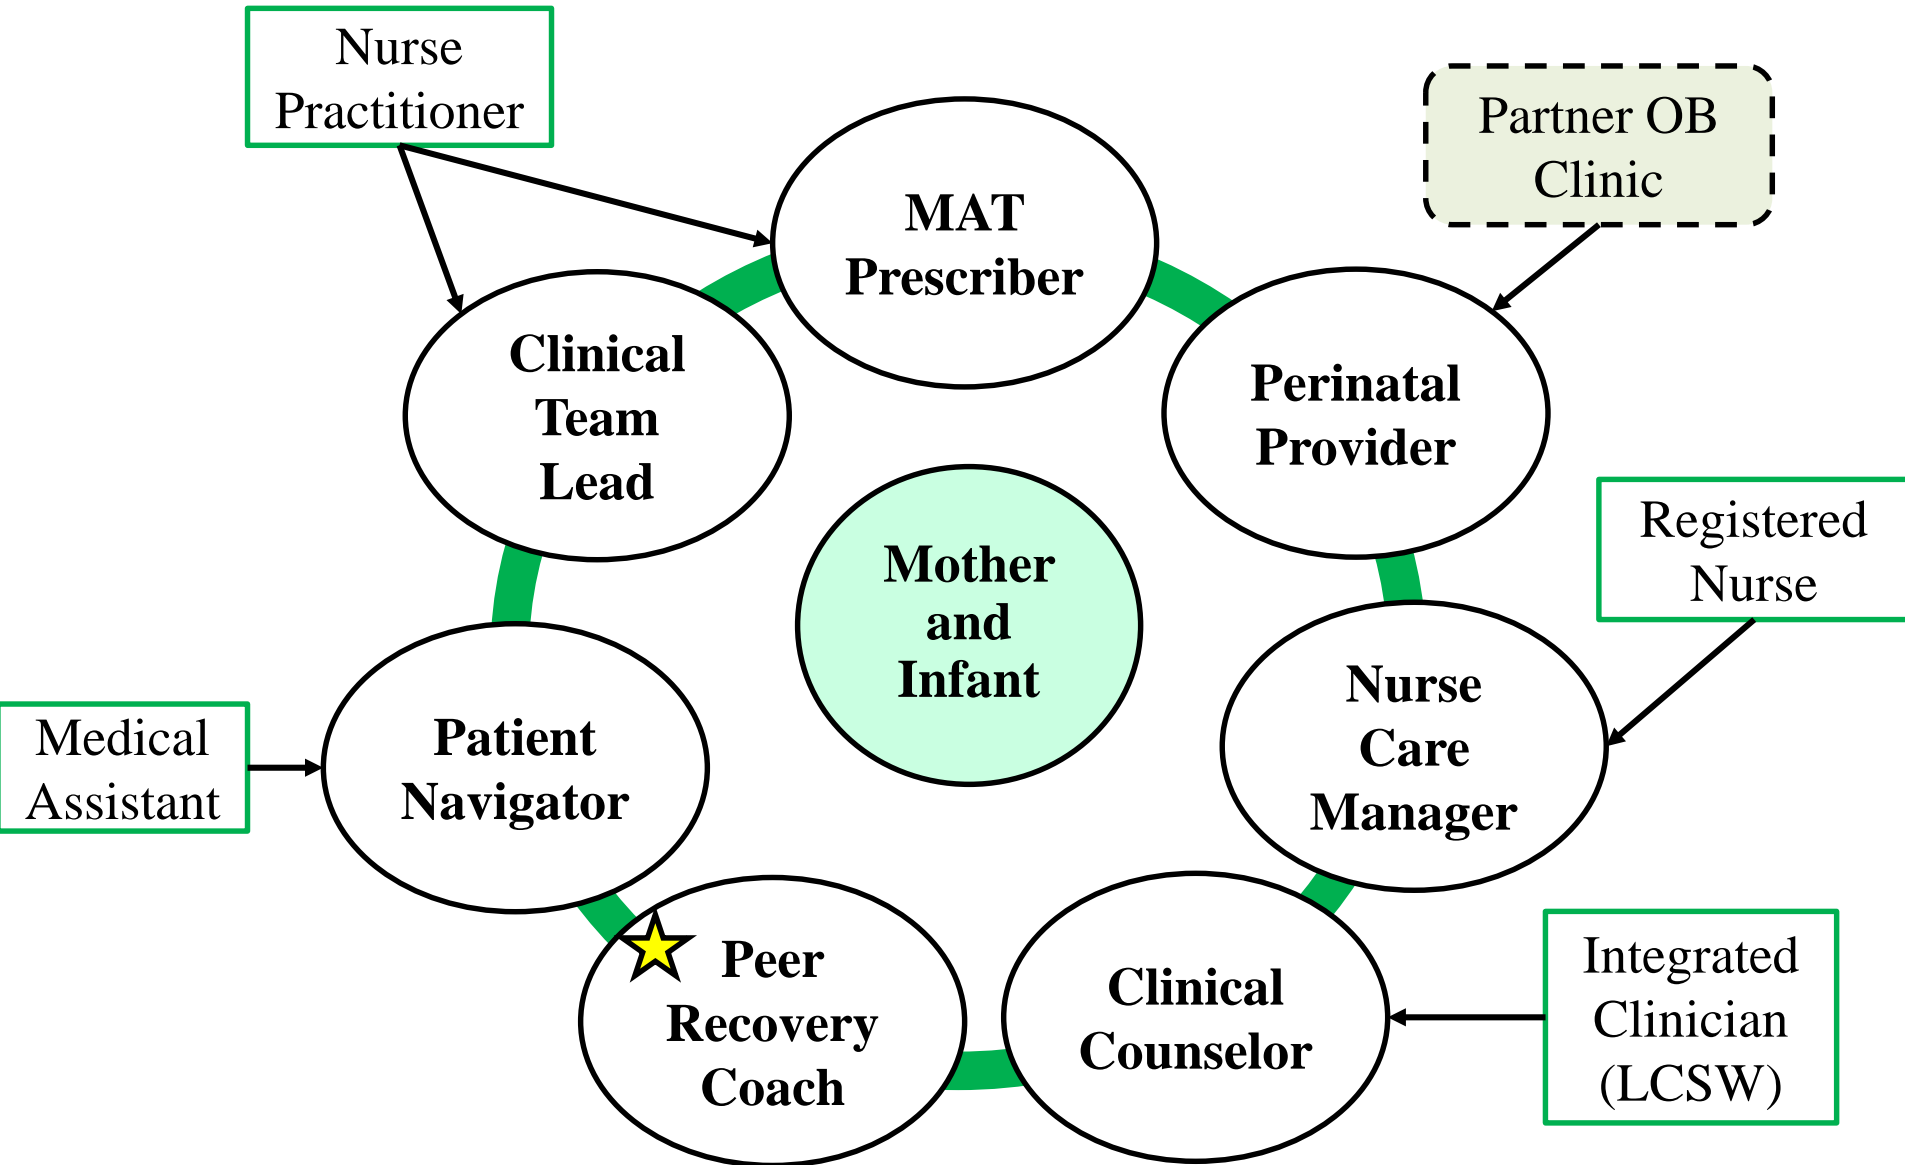 Nurse
Practitioner
Partner OB
Clinic
MAT
Prescriber
Clinical
Team
Lead
Perinatal
Provider
Mother
and
Infant
Registered
Nurse
Nurse
Care
Manager
Medical
Assistant
Patient
Navigator
Peer
Recovery
Coach
Clinical
Counselor
Integrated
Clinician
(LCSW)